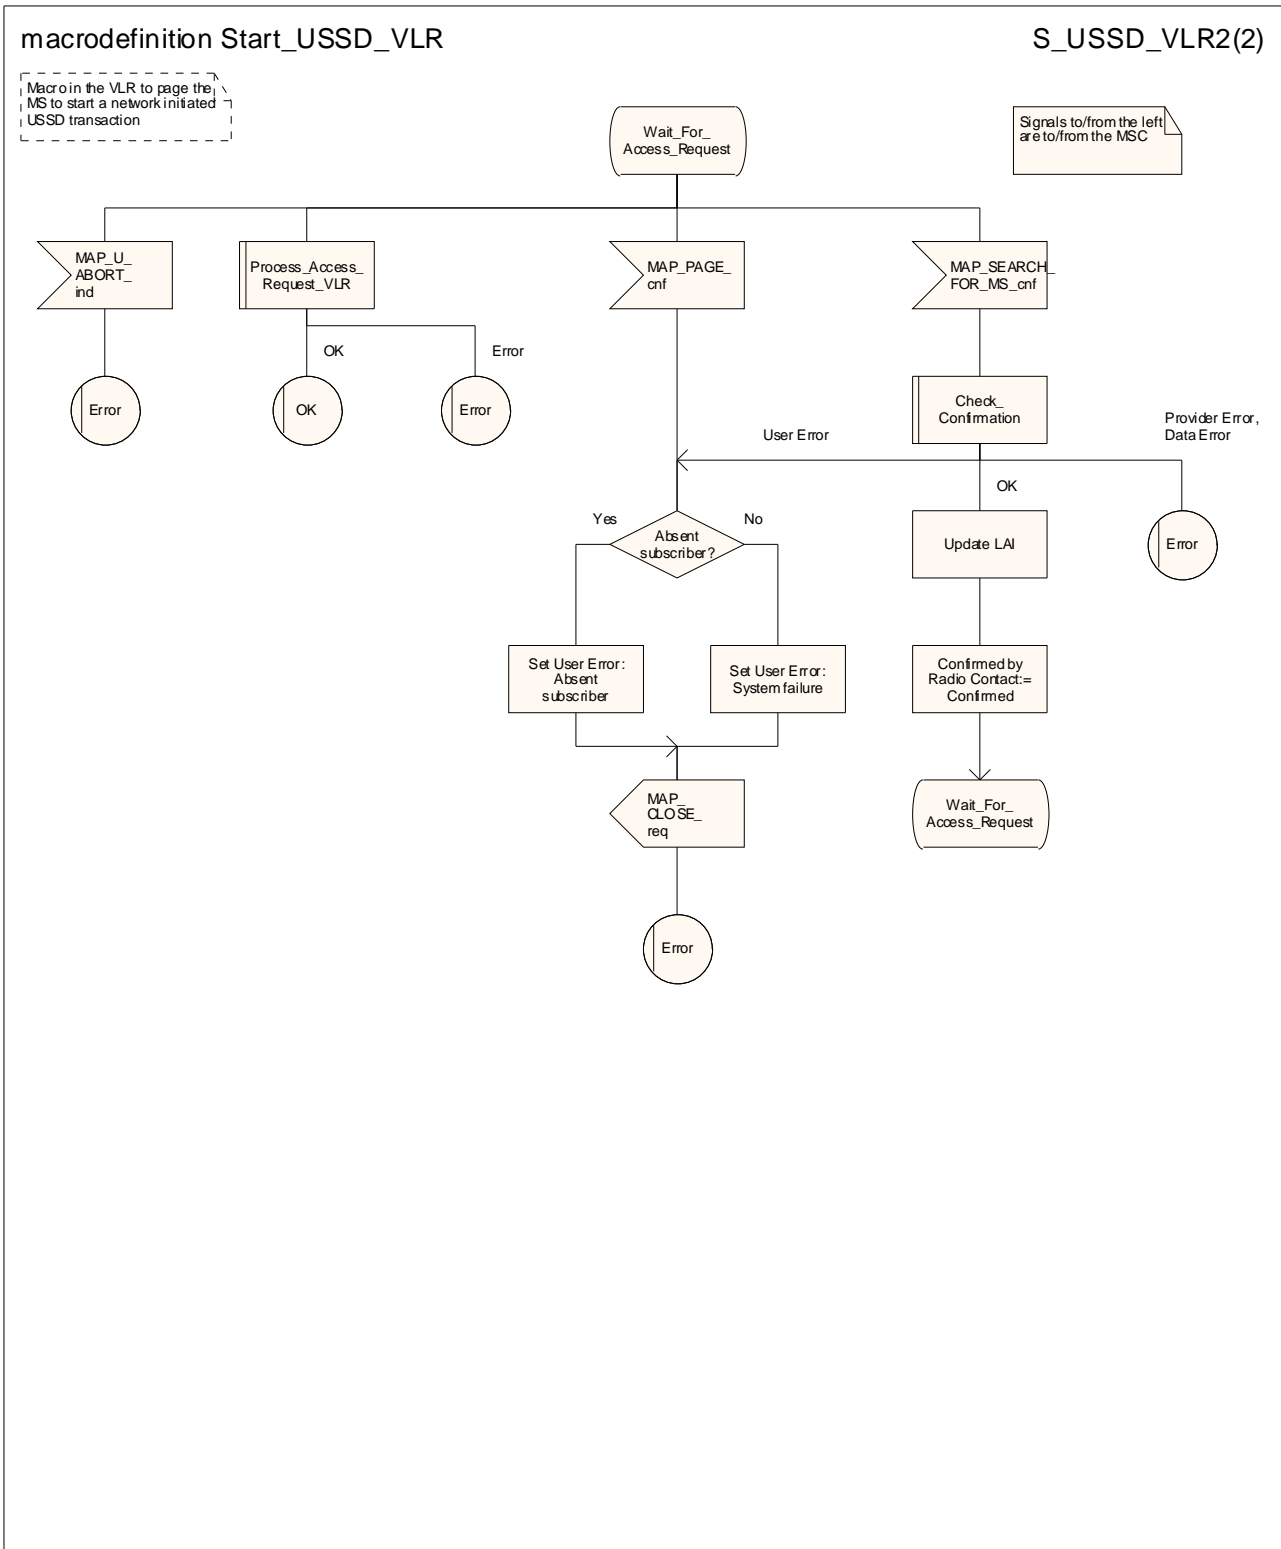 macrodefinition Start_USSD_VLR
S_USSD_VLR2(2)
Macro in the VLR to page the
MS to start a network initiated
USSD transaction
Wait_For_
Access_Request
Signals to/from the left
are to/from the MSC
MAP_U_
ABORT_
ind
Process_Access_
Request_VLR
MAP_PAGE_
cnf
MAP_SEARCH_
FOR_MS_cnf
OK
Error
Error
OK
Error
Check_
Confirmation
User Error
Provider Error,
Data Error
OK
Yes
No
Absent
subscriber?
Update LAI
Error
Set User Error:
Absent
subscriber
Set User Error:
System failure
Confirmed by
Radio Contact:=
Confirmed
MAP_
CLOSE_
req
Wait_For_
Access_Request
Error